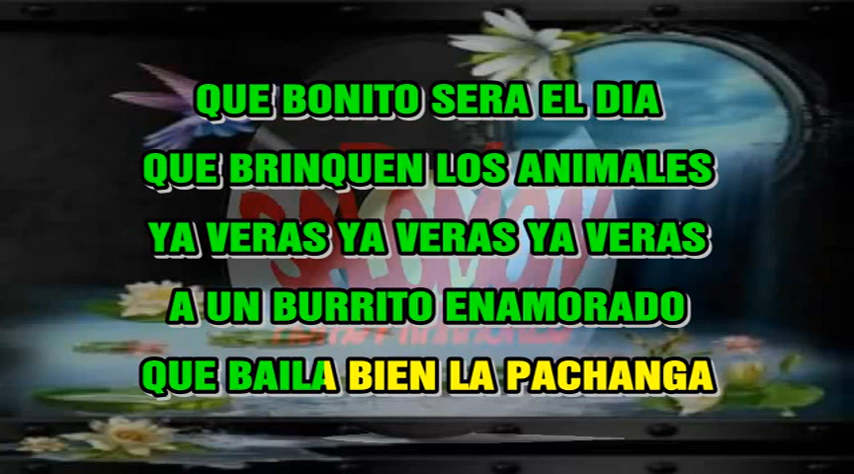 QUE BONITO SERA EL DIA
QUE BRINQUEN LOS ANIMALES
YA VERAS YA VERAS YA VERAS
A UN BURRITO ENAMORADO
QUE BAILA BIEN LA PACHANGA
SALOMON